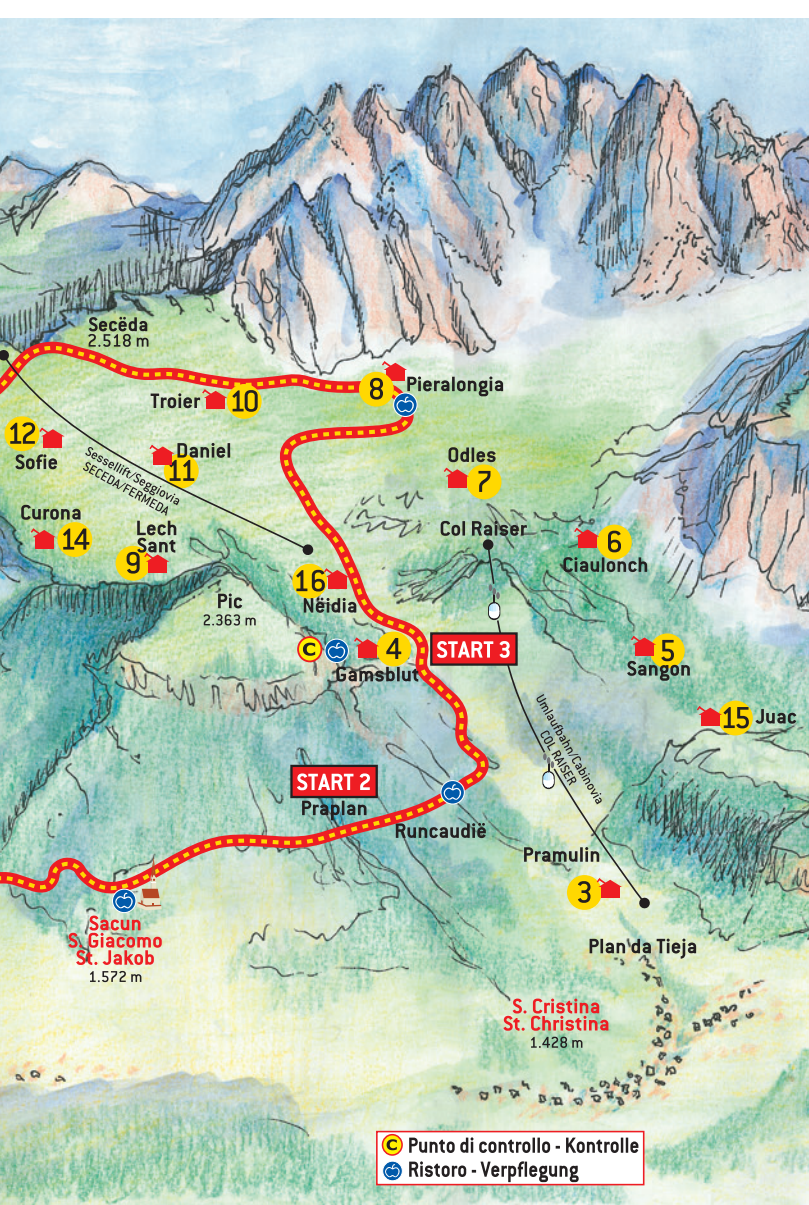 Secëda
2.518 m
8
Pieralongia
Troier
10
12
Sofie
Daniel
11
Sessellift/Seggiovia
SECEDA/FERMEDA
Odles
7
Curona
14
Lech
Sant
9
Col Raiser
6
Ciaulonch
16
Nëidia
Pic
2.363 m
C
4
Gamsblut
START 3
5
Sangon
15
Juac
Umlaufbahn/Cabinovia
COL RAISER
START 2
Praplan
Runcaudië
Pramulin
3
Sacun
S. Giacomo
St. Jakob
1.572 m
Plan da Tieja
S. Cristina
St. Christina
1.428 m
C Punto di controllo - Kontrolle
Ristoro - Verpflegung